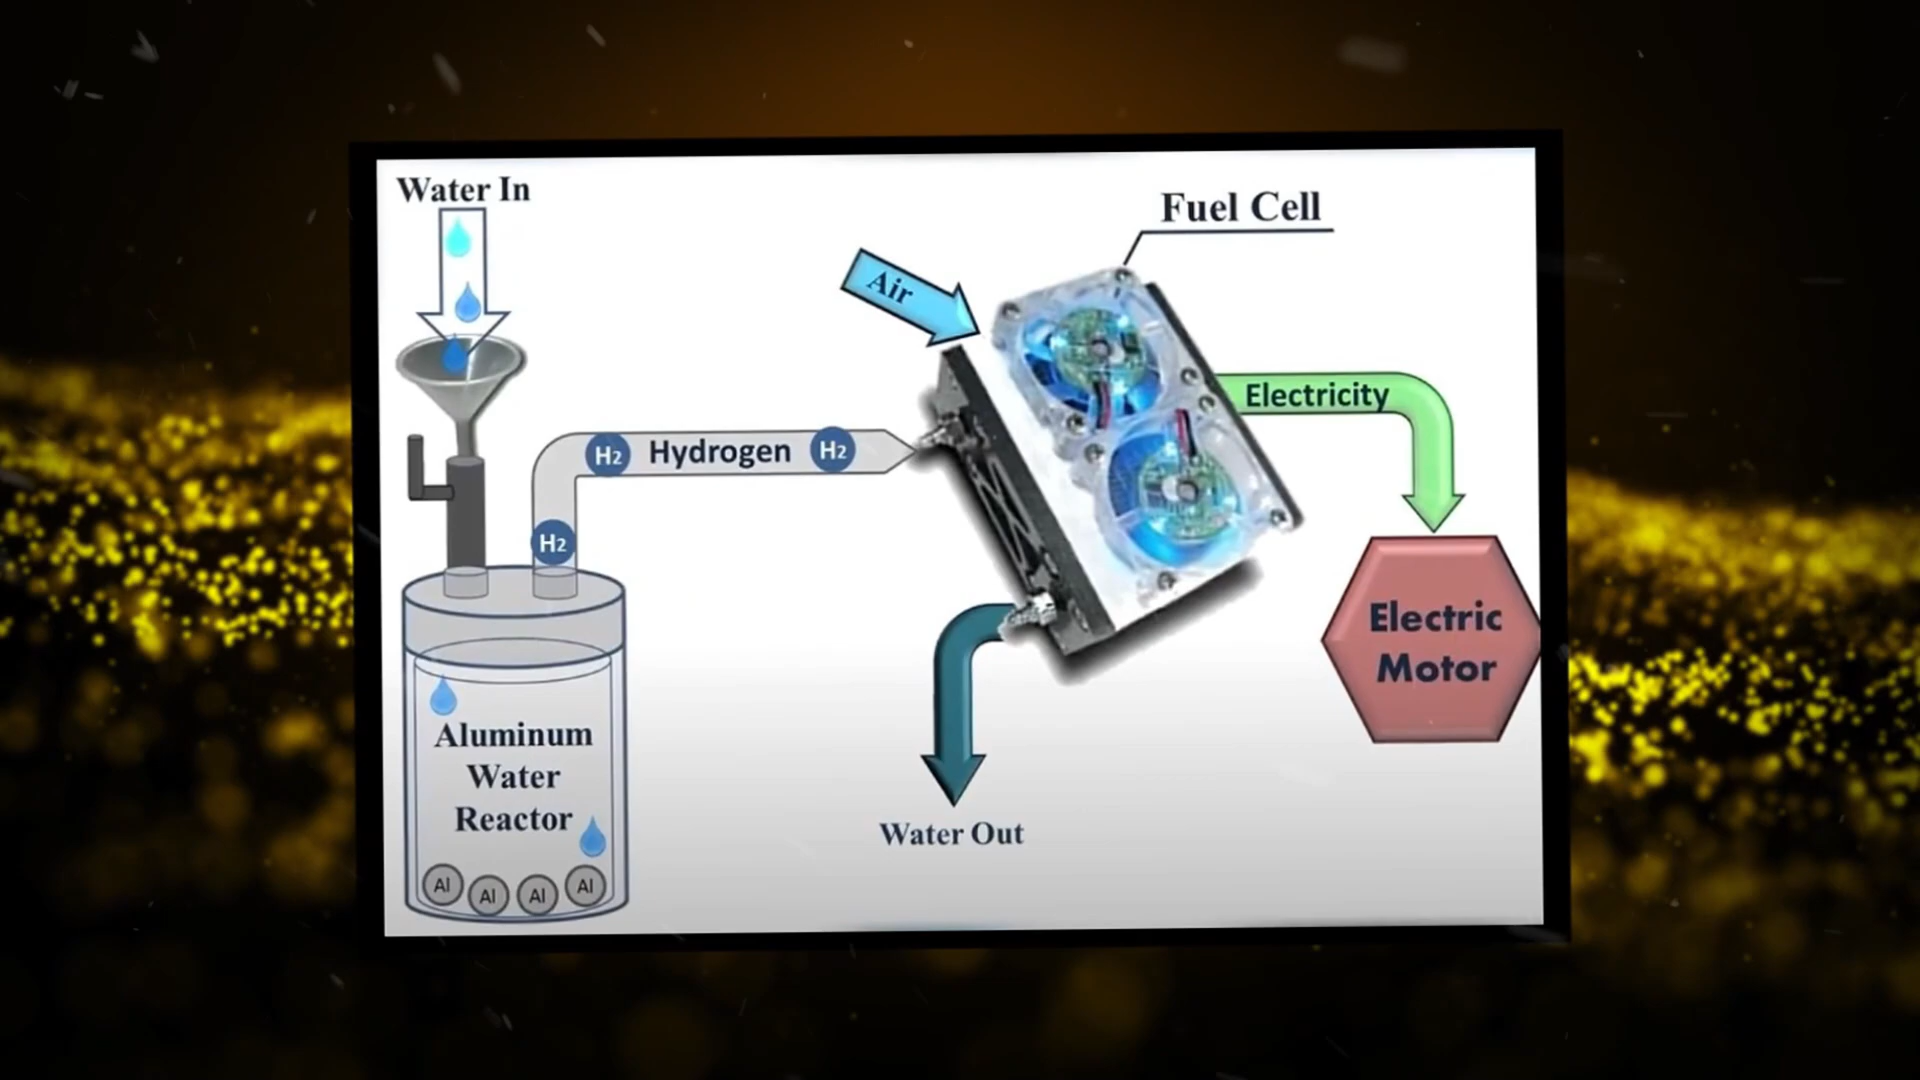 Water In
Fuel Cell
Air
Electricity
H₂ Hydrogen H₂
H₂
Electric
Motor
Aluminum
Water
Reactor
Water Out
Al Al Al Al